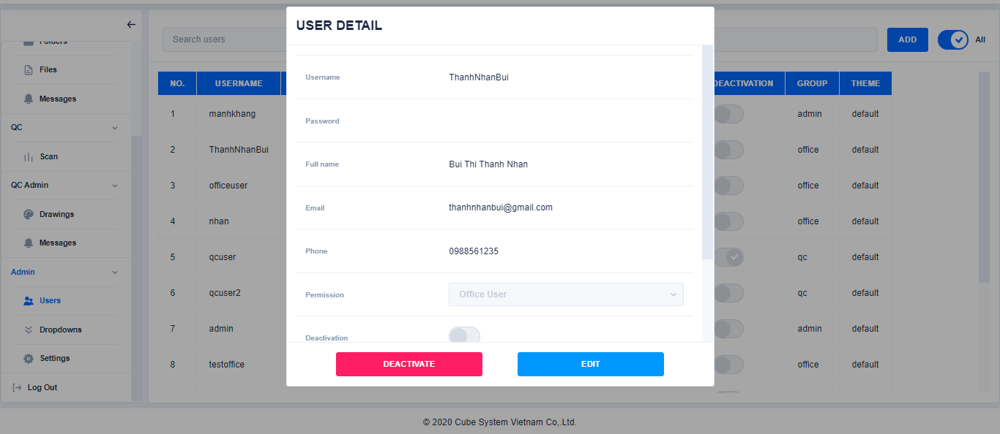 USER DETAIL
Search users
ADD
All
Folders
Files
Messages
QC
Scan
QC Admin
Drawings
Messages
Admin
Users
Dropdowns
Settings
Log Out
NO. USERNAME DEACTIVATION GROUP THEME
1 manhkhang admin default
2 ThanhNhanBui office default
3 officeuser office default
4 nhan office default
5 qcuser qc default
6 qcuser2 qc default
7 admin admin default
8 testoffice office default
Username ThanhNhanBui
Password
Full name Bui Thi Thanh Nhan
Email thanhnhanbui@gmail.com
Phone 0988561235
Permission Office User
Deactivation
DEACTIVATE EDIT
© 2020 Cube System Vietnam Co,.Ltd.